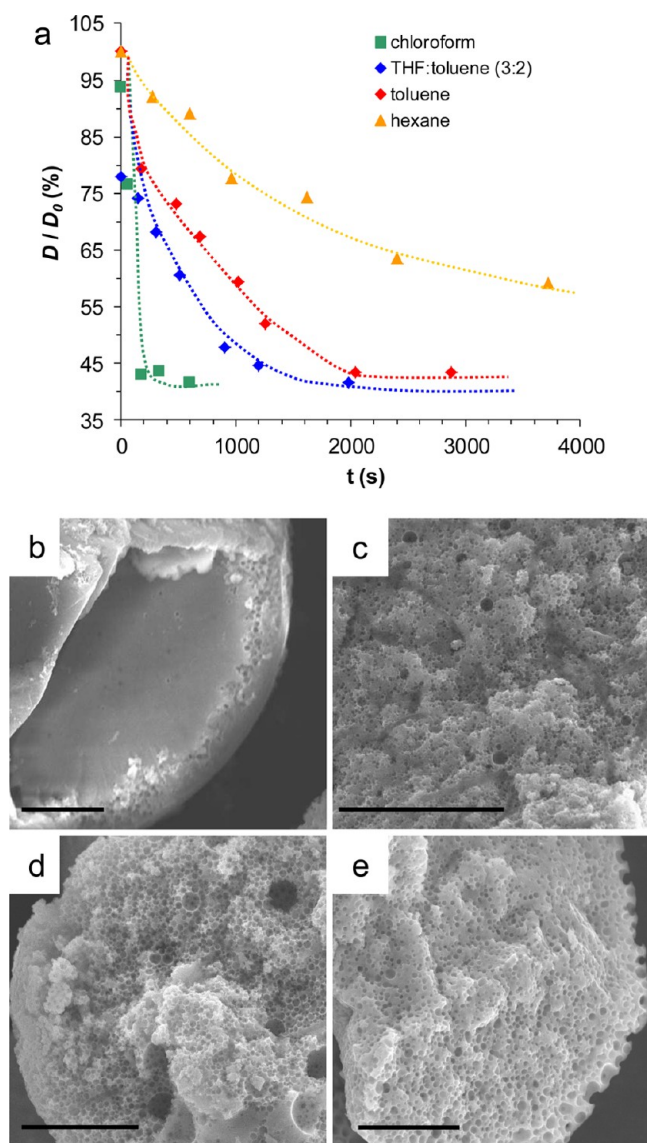 a
105
95
85
75
65
55
45
35
D / D0 (%)
chloroform
THF:toluene (3:2)
toluene
hexane
0
1000
2000
3000
4000
t (s)
b
c
d
e